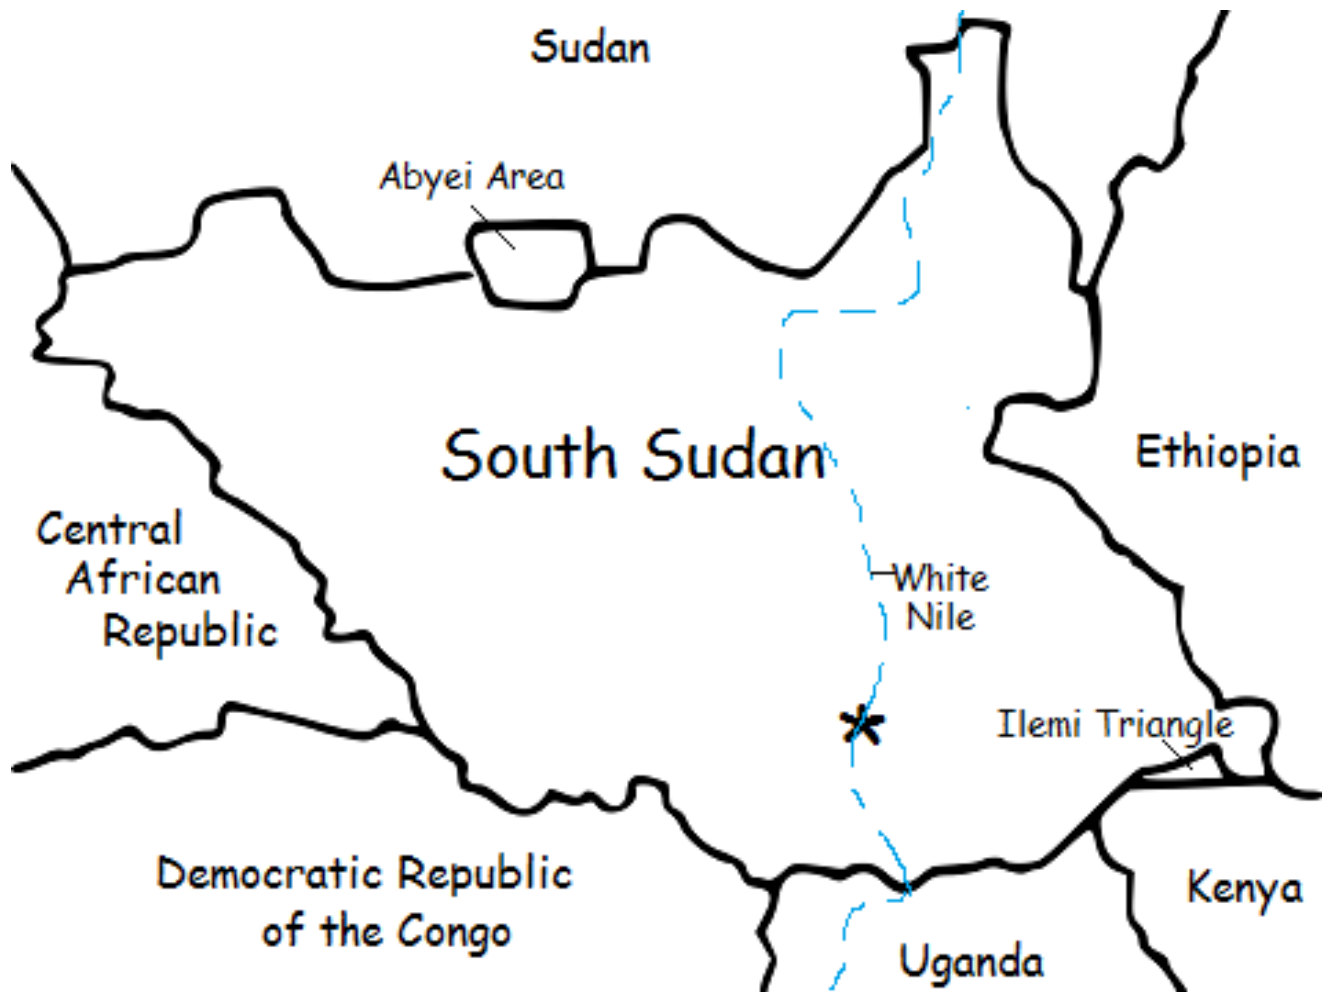 Sudan
Abyei Area
South Sudan
Ethiopia
Central
African
Republic
White
Nile
Ilemi Triangle
Democratic Republic
of the Congo
Kenya
Uganda